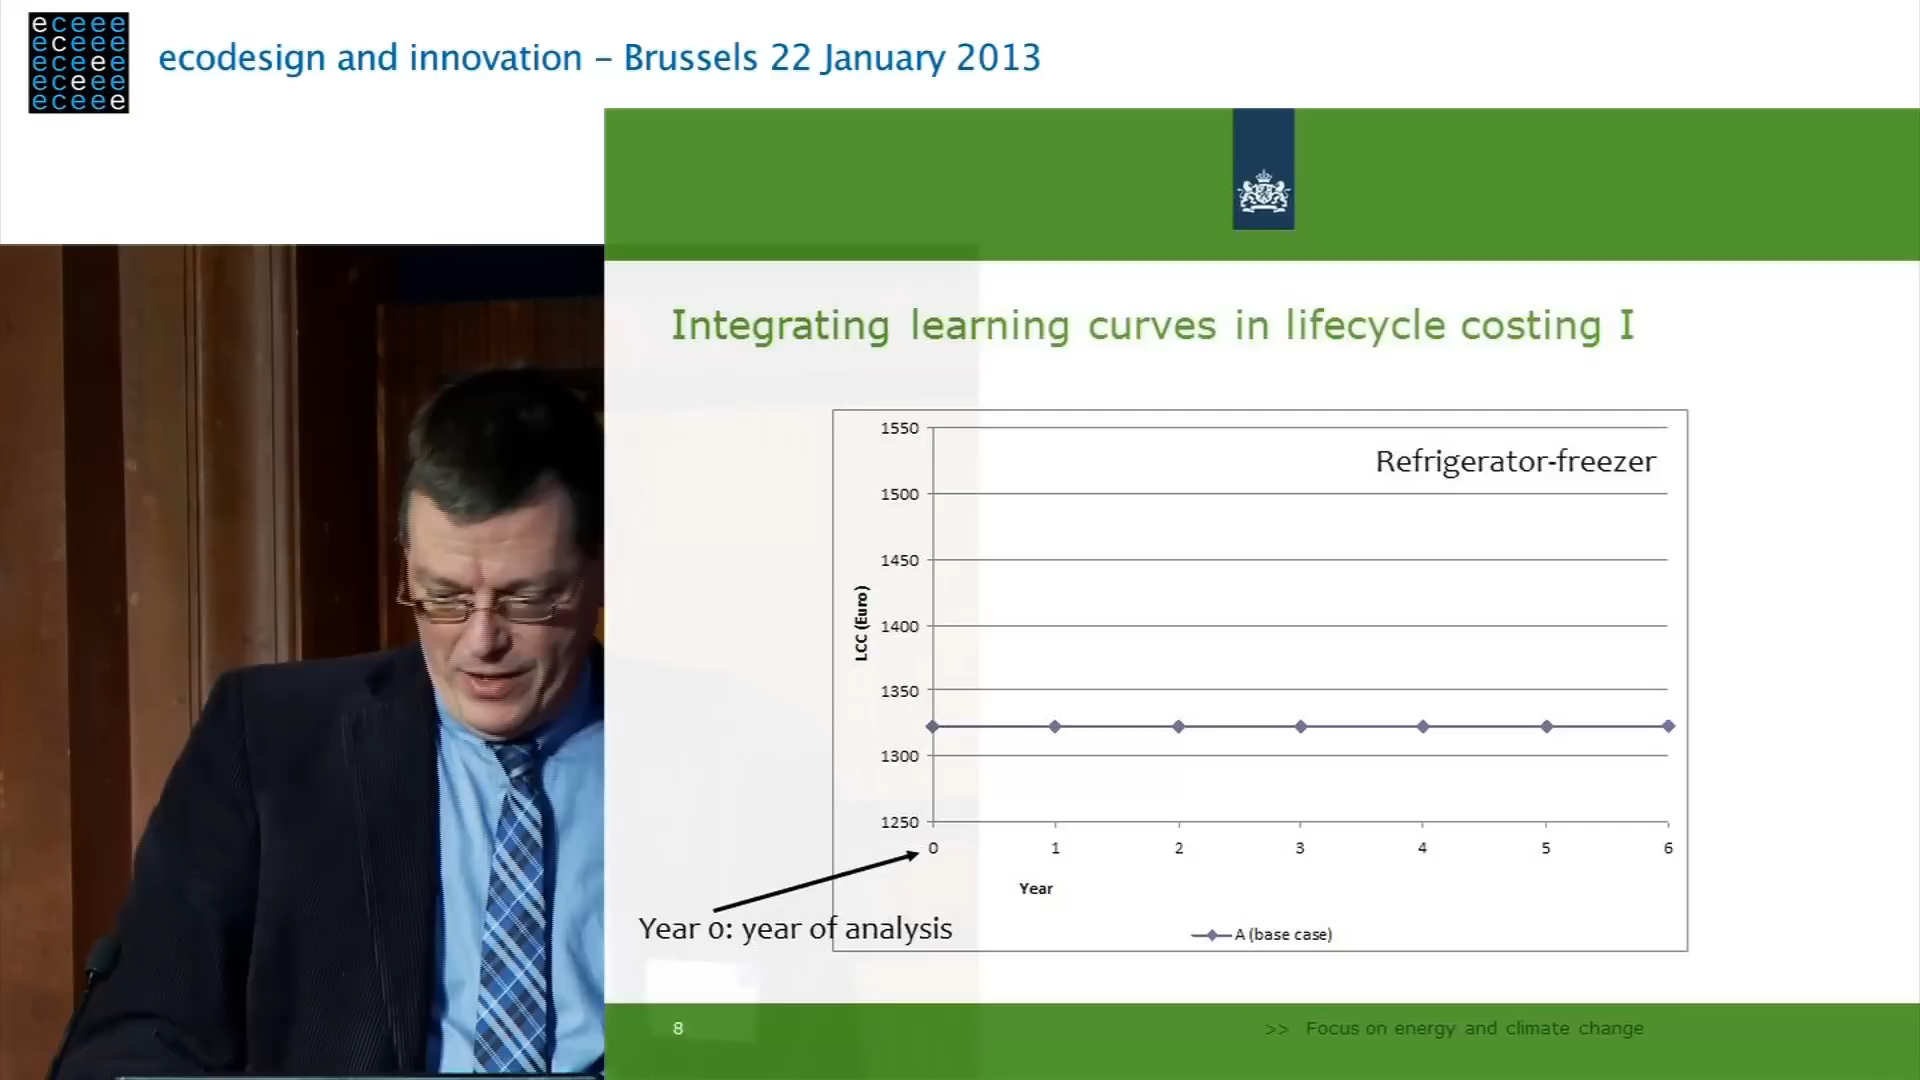 eceee
eceee
eceee
eceee
eceee
ecodesign and innovation – Brussels 22 January 2013
Integrating learning curves in lifecycle costing I
Refrigerator-freezer
1550
1500
1450
1400
1350
1300
1250
LCC (Euro)
0 1 2 3 4 5 6
Year
Year 0: year of analysis
A (base case)
8
>> Focus on energy and climate change